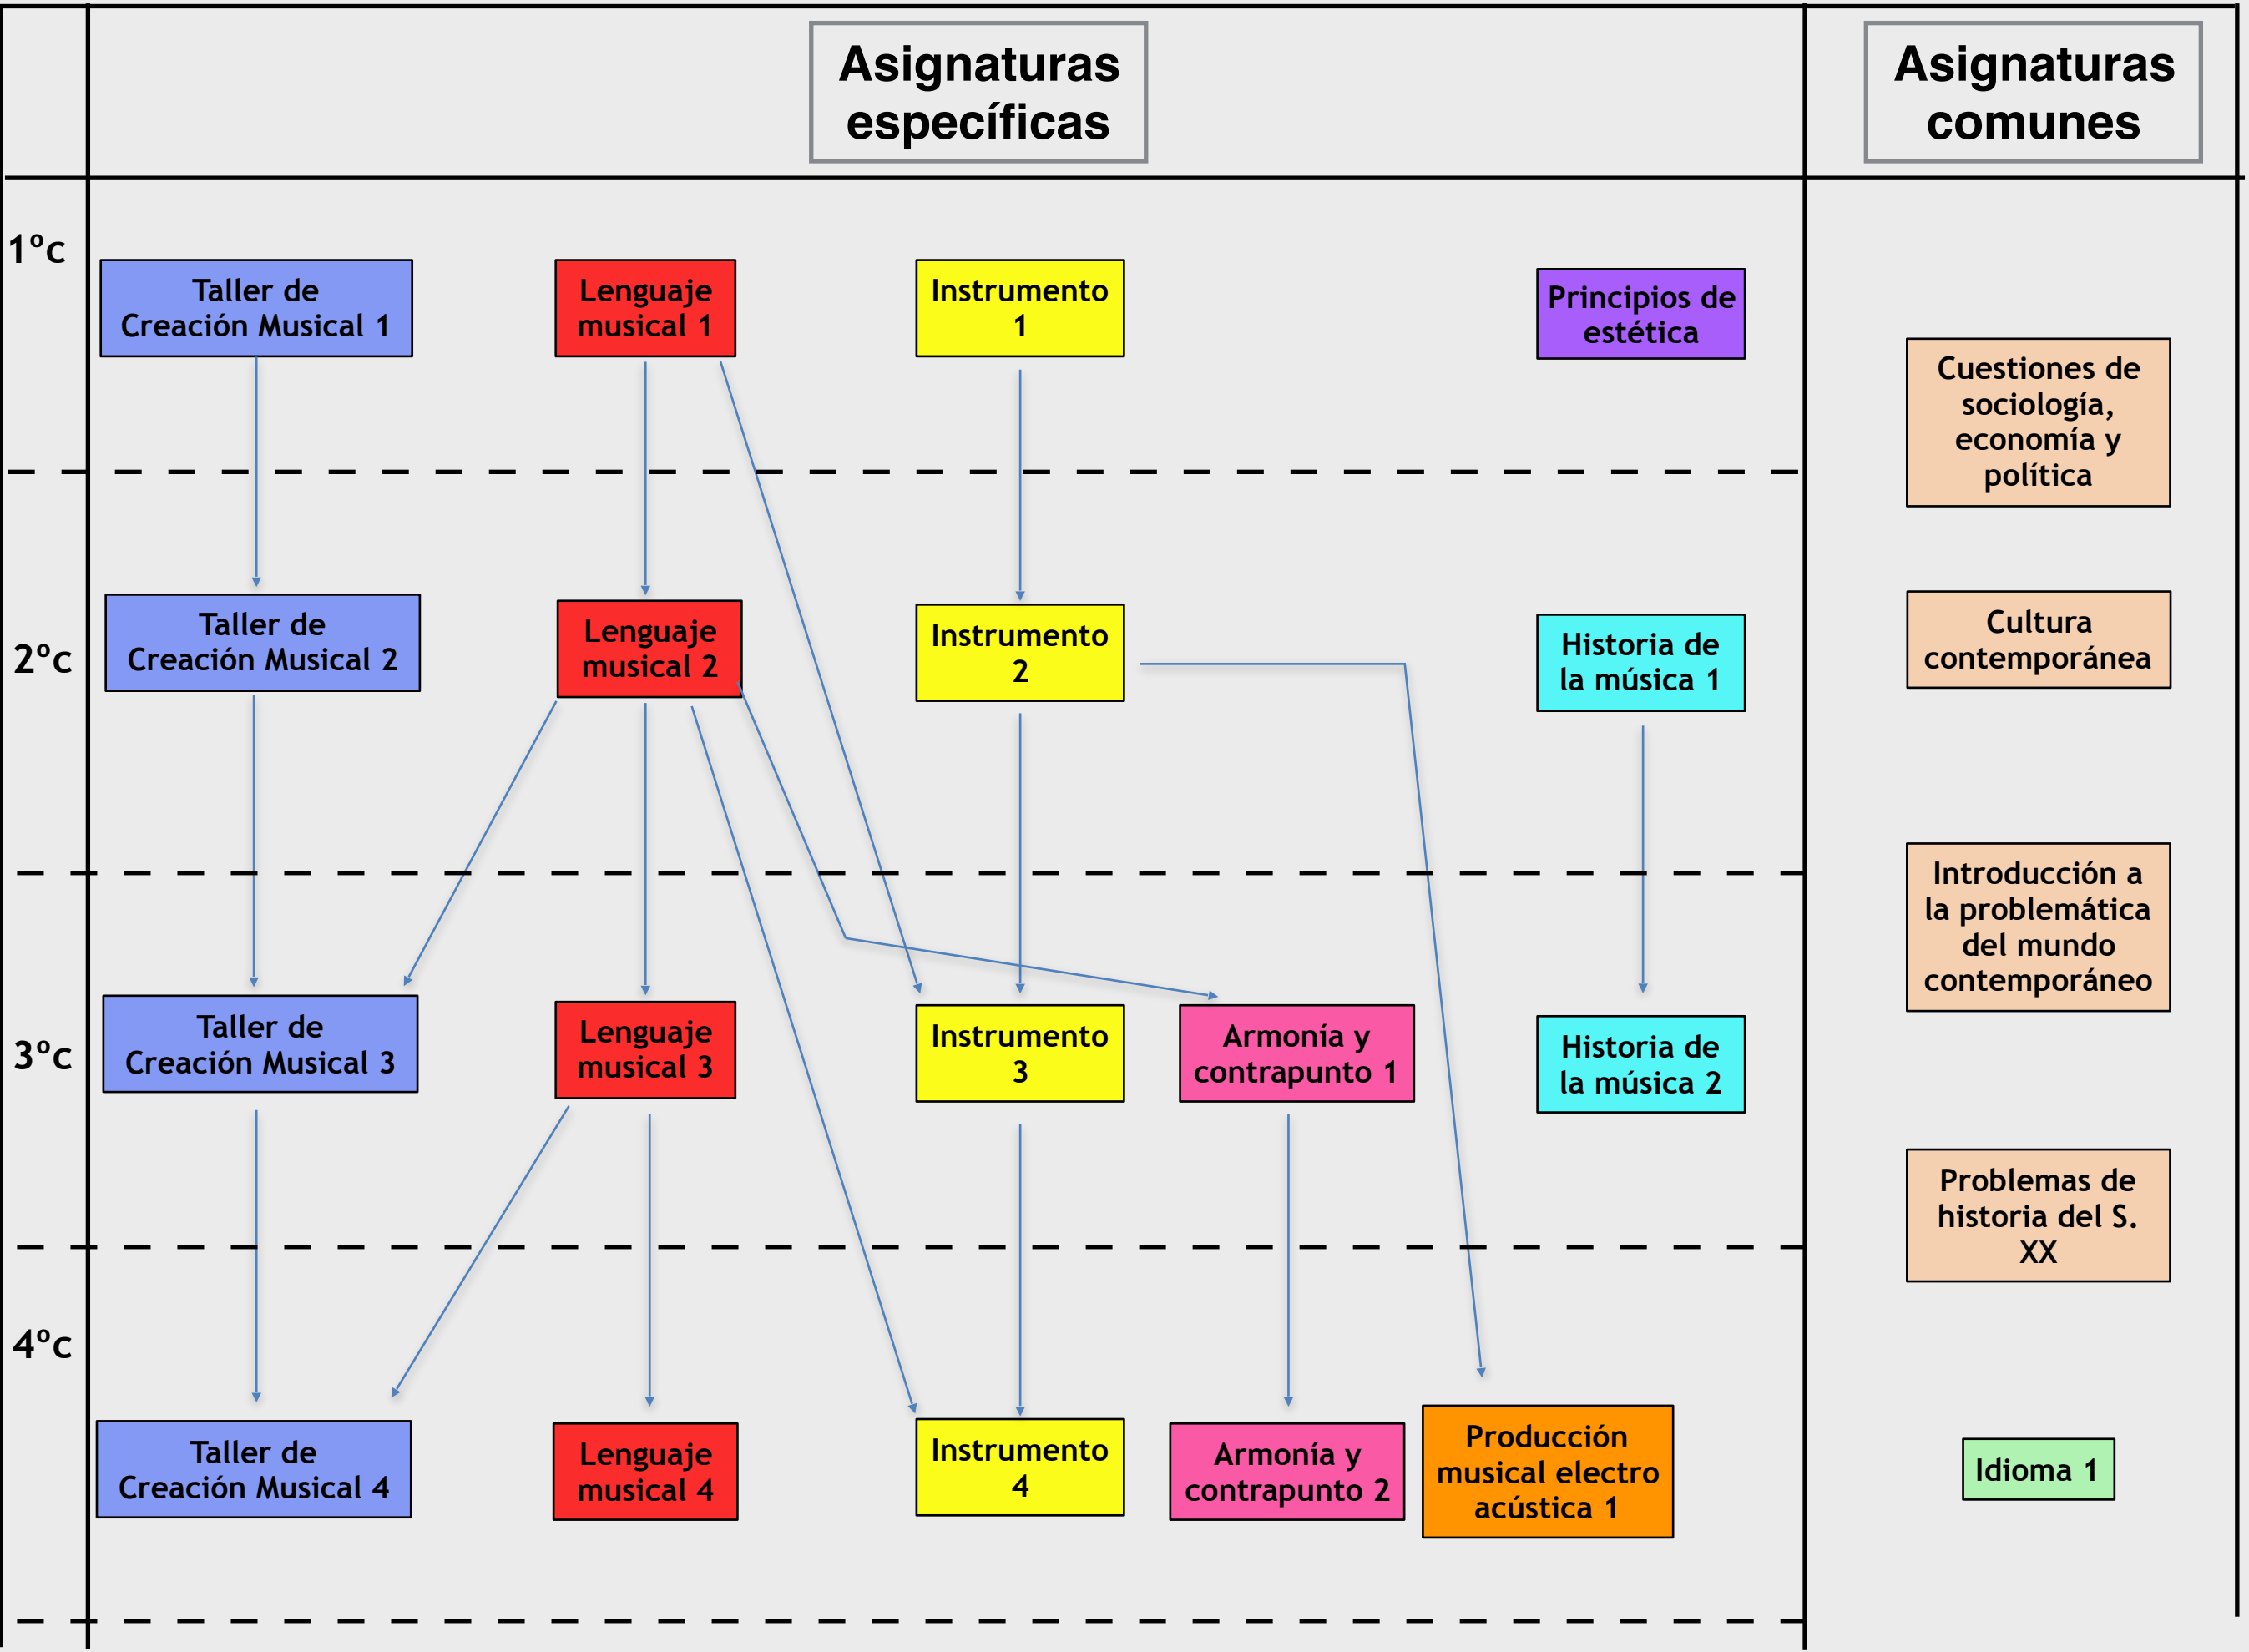 Asignaturas
específicas
Asignaturas
comunes
1ºc
Taller de
Creación Musical 1
Lenguaje
musical 1
Instrumento
1
Principios de
estética
Cuestiones de
sociología,
economía y
política
2ºc
Taller de
Creación Musical 2
Lenguaje
musical 2
Instrumento
2
Historia de
la música 1
Cultura
contemporánea
Introducción a
la problemática
del mundo
contemporáneo
3ºc
Taller de
Creación Musical 3
Lenguaje
musical 3
Instrumento
3
Armonía y
contrapunto 1
Historia de
la música 2
Problemas de
historia del S.
XX
4ºc
Taller de
Creación Musical 4
Lenguaje
musical 4
Instrumento
4
Armonía y
contrapunto 2
Producción
musical electro
acústica 1
Idioma 1